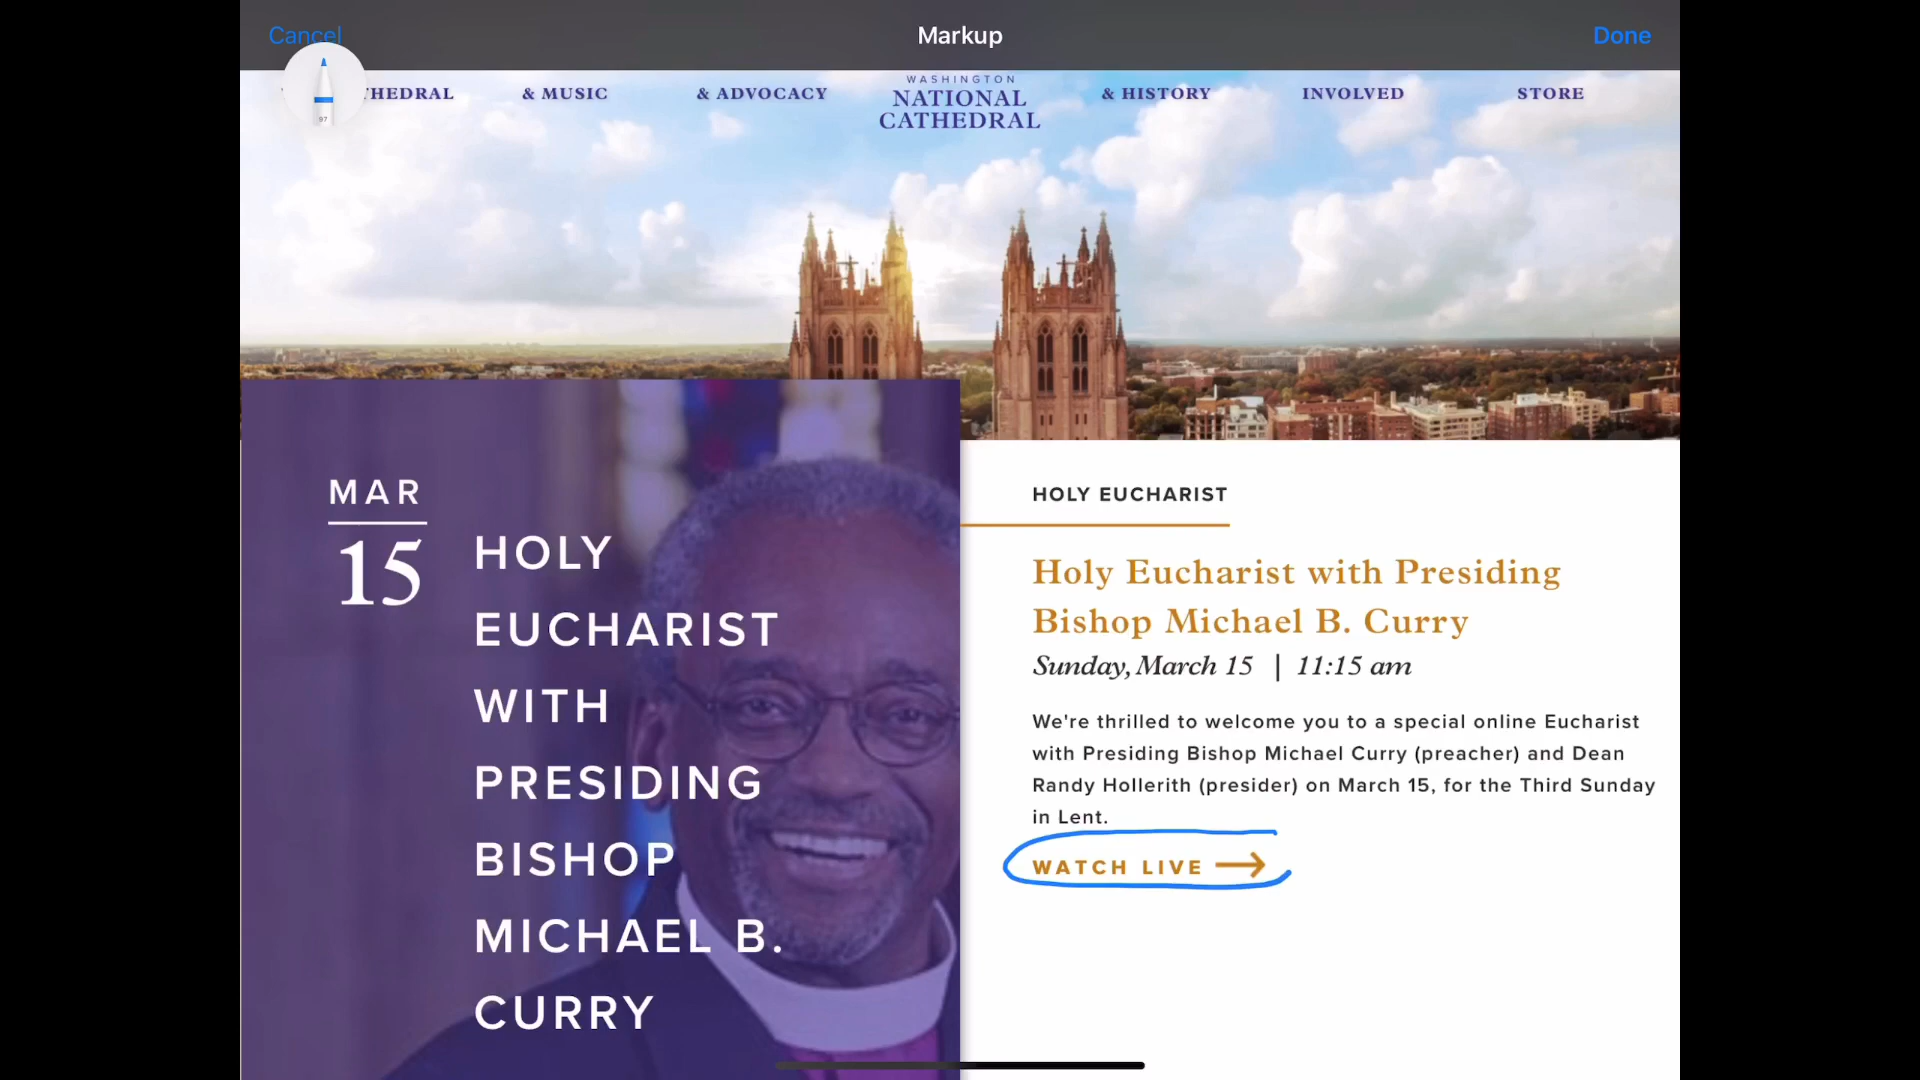 Cancel
Markup
Done
97
HEDRAL
& MUSIC
& ADVOCACY
WASHINGTON
NATIONAL
CATHEDRAL
& HISTORY
INVOLVED
STORE
MAR
15
HOLY
EUCHARIST
WITH
PRESIDING
BISHOP
MICHAEL B.
CURRY
HOLY EUCHARIST
Holy Eucharist with Presiding
Bishop Michael B. Curry
Sunday, March 15 | 11:15 am
We're thrilled to welcome you to a special online Eucharist
with Presiding Bishop Michael Curry (preacher) and Dean
Randy Hollerith (presider) on March 15, for the Third Sunday
in Lent.
WATCH LIVE →